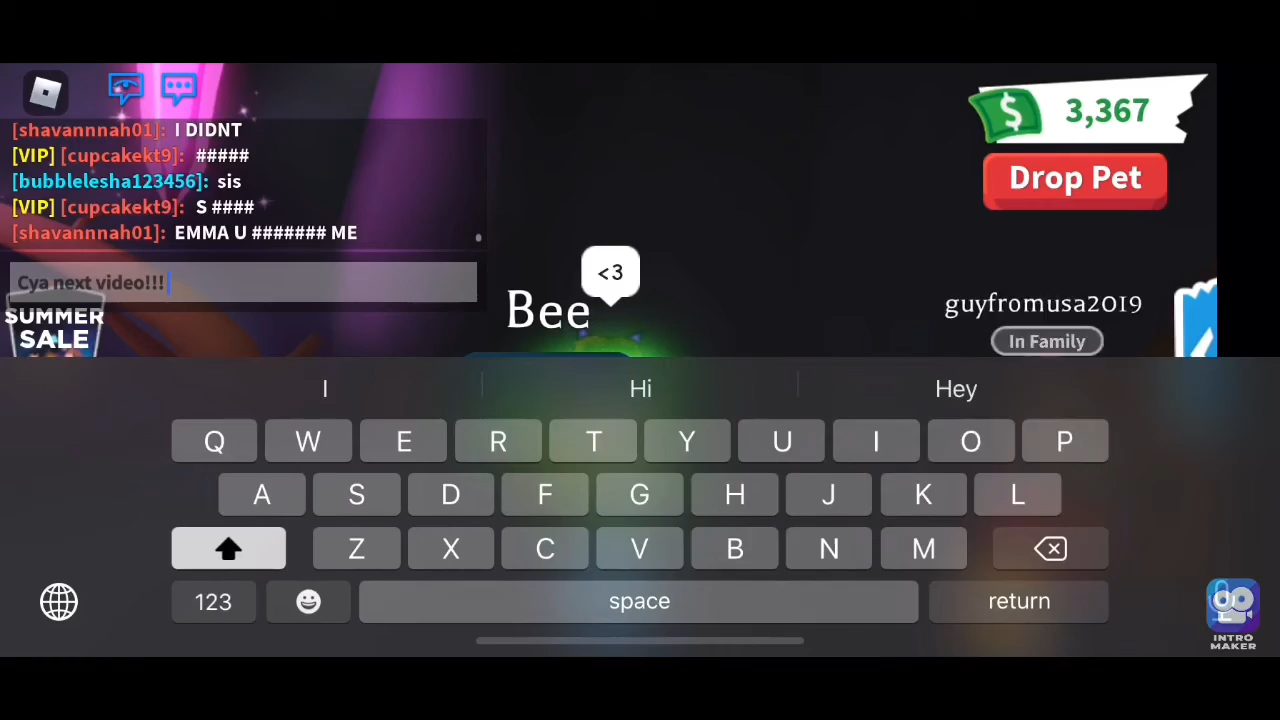 3,367
Drop Pet
[shavannnah01]: I DIDNT
[VIP] [cupcakekt9]: #####
[bubblelesha123456]: sis
[VIP] [cupcakekt9]: S ####
[shavannnah01]: EMMA U ####### ME
Cya next video!!!
SUMMER
SALE
<3
Bee
guyfromusa2019
In Family
I Hi Hey
Q W E R T Y U I O P
A S D F G H J K L
Z X C V B N M
123 space return
INTRO
MAKER